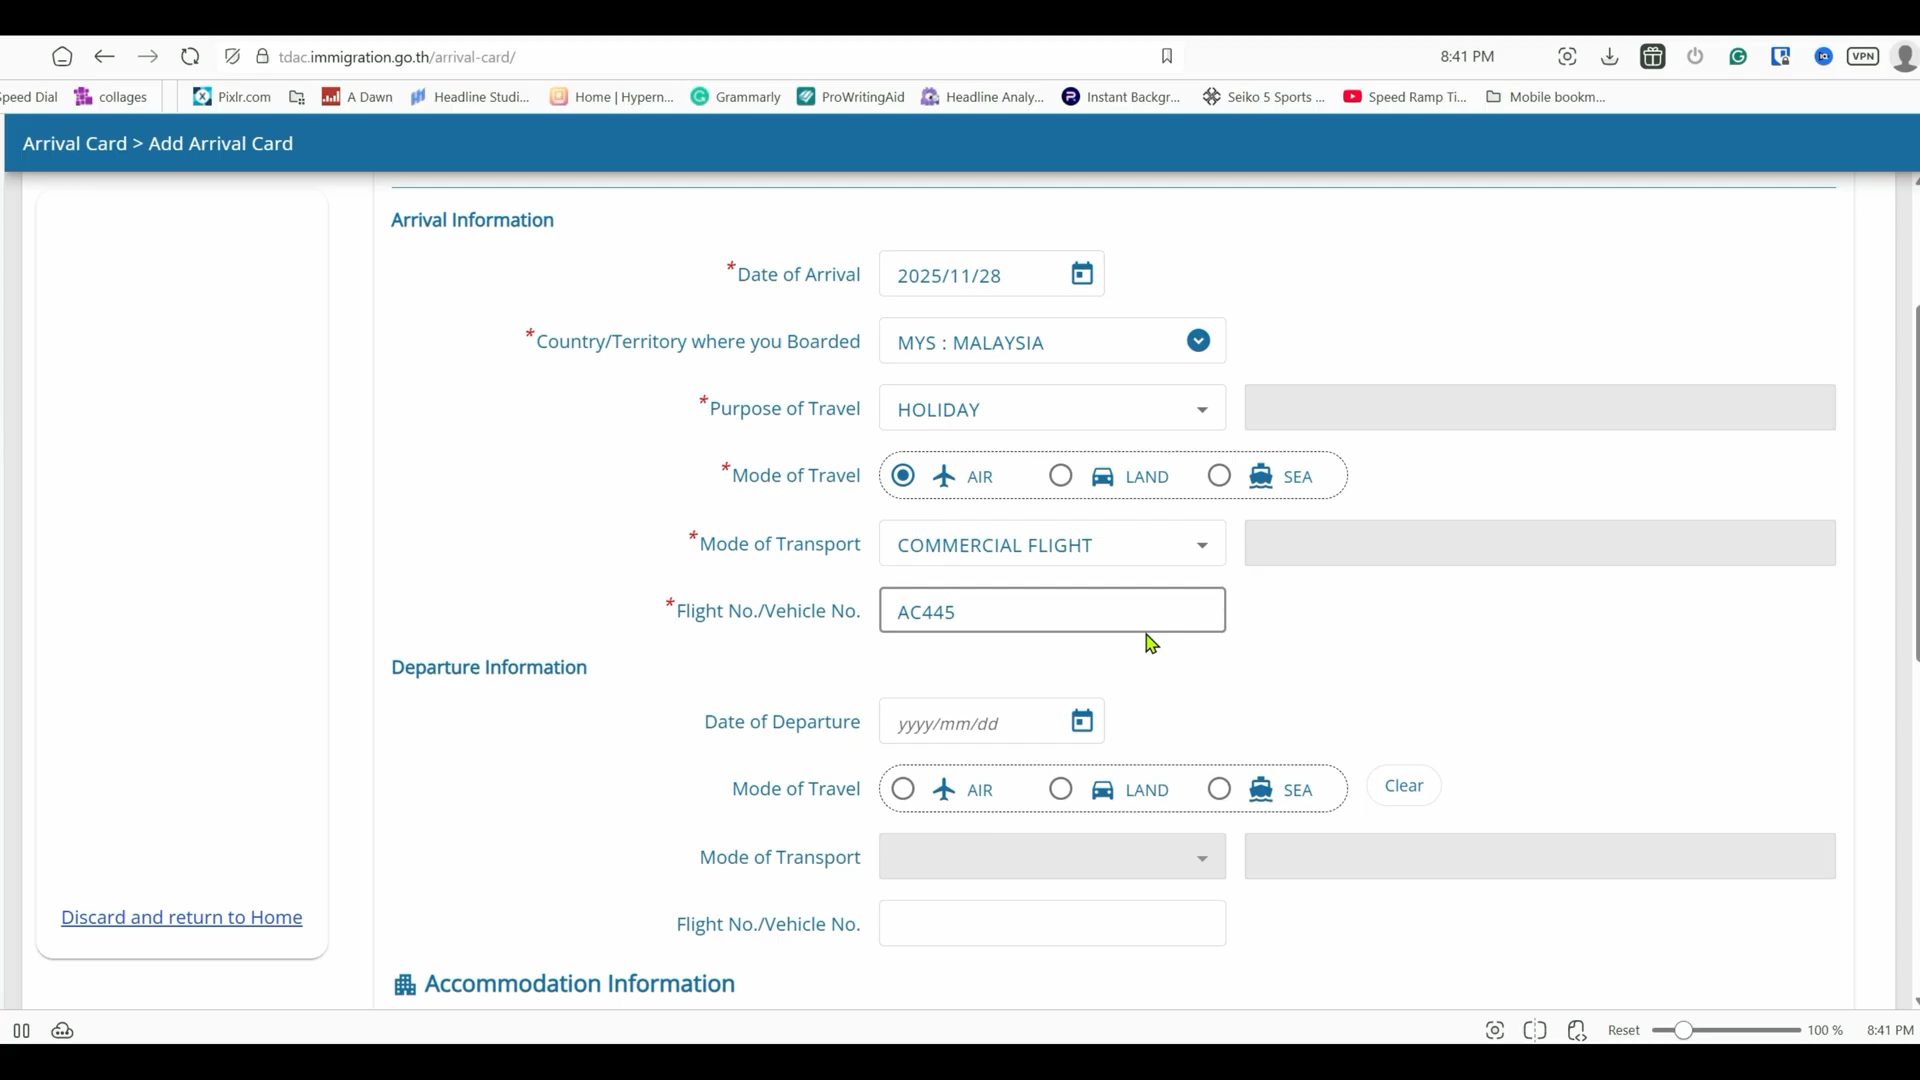 tdac.immigration.go.th/arrival-card/
8:41 PM
VPN
peed Dial
collages
Pixlr.com
A Dawn
Headline Studi...
Home | Hypern...
Grammarly
ProWritingAid
Headline Analy...
Instant Backgr...
Seiko 5 Sports ...
Speed Ramp Ti...
Mobile bookm...
Arrival Card > Add Arrival Card
Arrival Information
*Date of Arrival 2025/11/28
*Country/Territory where you Boarded MYS : MALAYSIA
*Purpose of Travel HOLIDAY
*Mode of Travel AIR LAND SEA
*Mode of Transport COMMERCIAL FLIGHT
*Flight No./Vehicle No. AC445
Departure Information
Date of Departure yyyy/mm/dd
Mode of Travel AIR LAND SEA Clear
Mode of Transport
Flight No./Vehicle No.
Discard and return to Home
Accommodation Information
Reset 100 % 8:41 PM